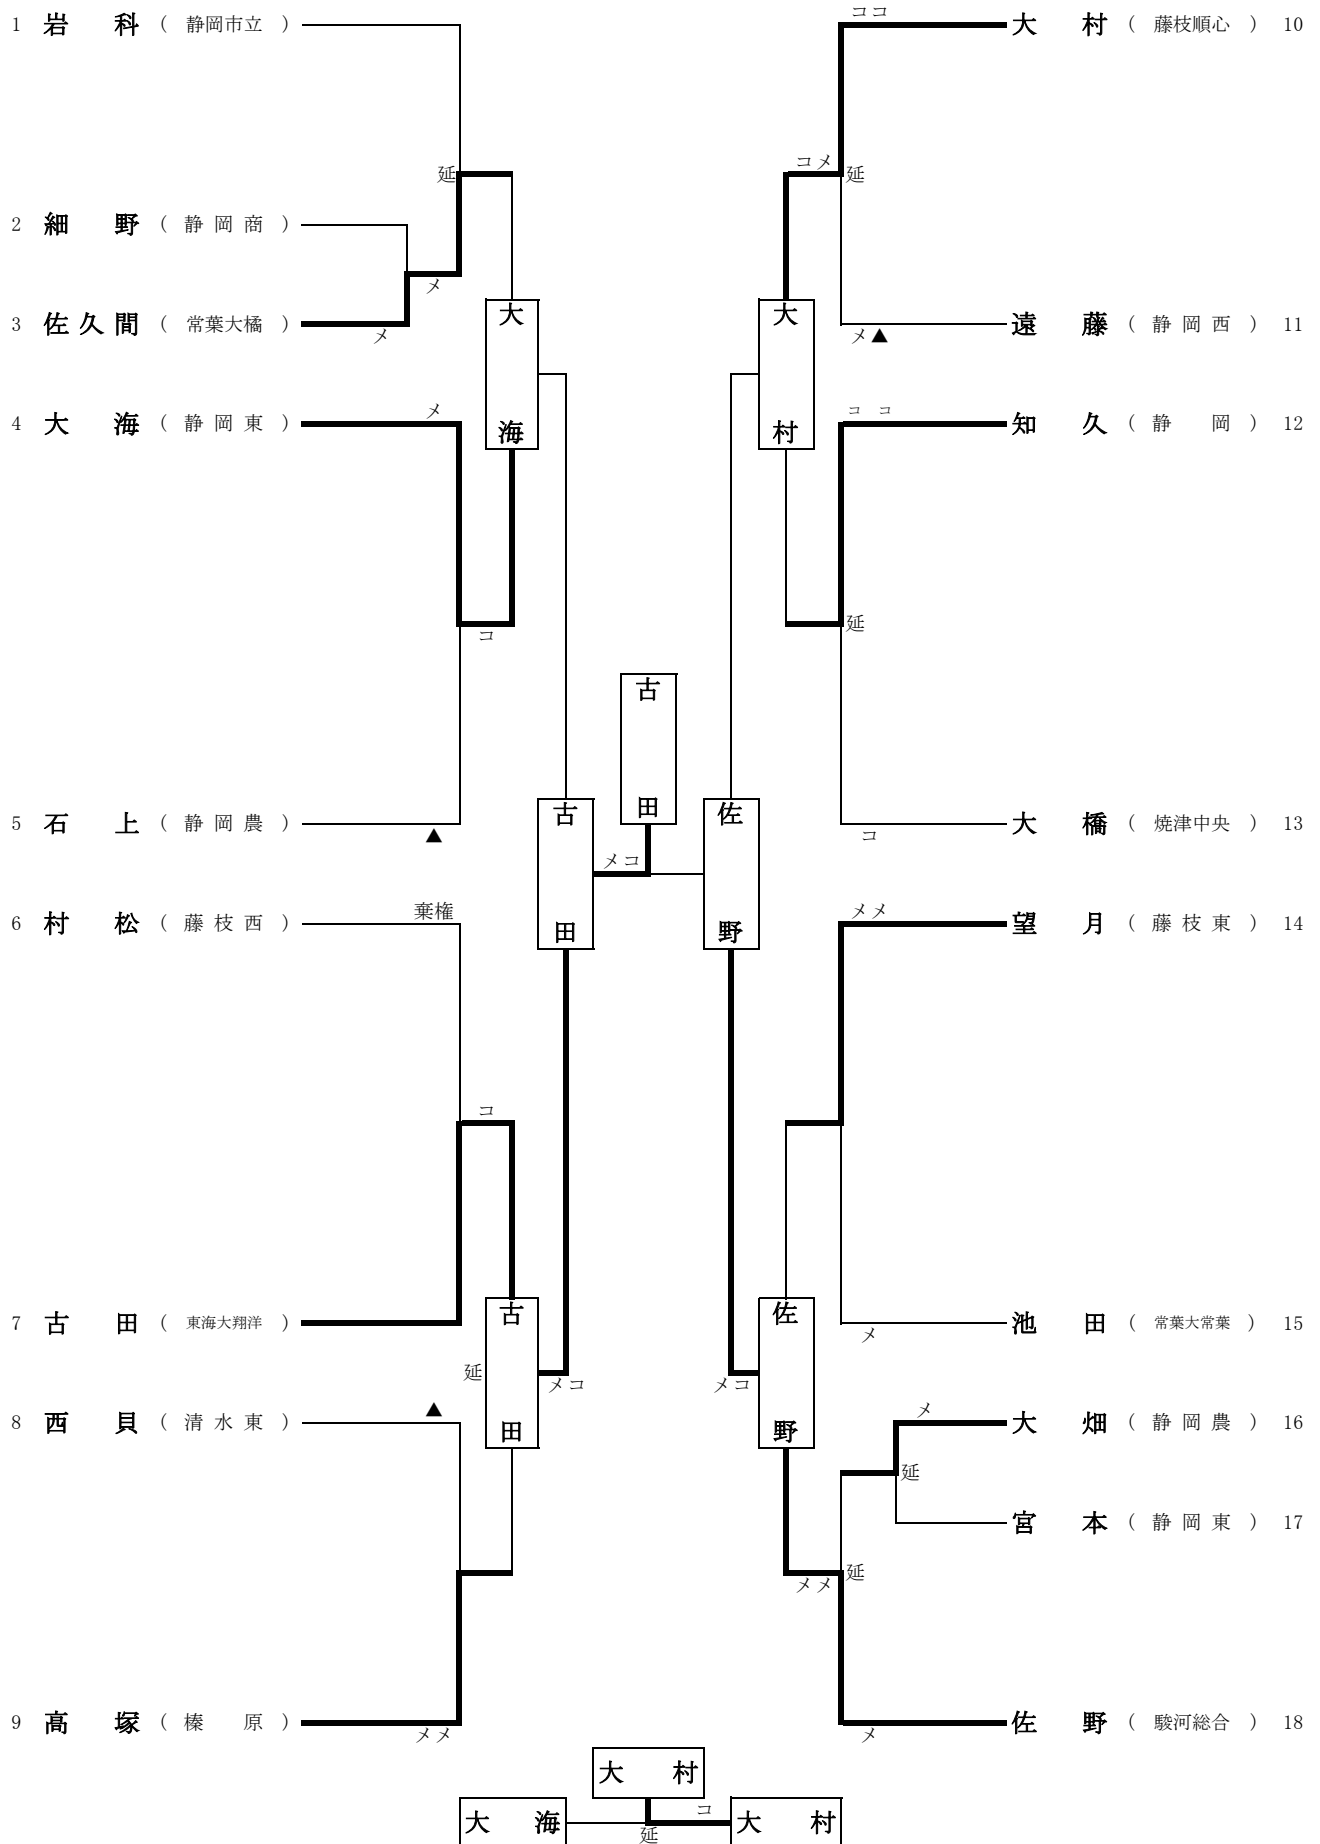 1 岩 科 ( 静岡市立 )
2 細 野 ( 静 岡 商 )
3 佐 久 間 ( 常葉大橘 )
4 大 海 ( 静 岡 東 )
5 石 上 ( 静 岡 農 )
6 村 松 ( 藤 枝 西 )
7 古 田 ( 東海大翔洋 )
8 西 貝 ( 清 水 東 )
9 高 塚 ( 榛 原 )
延
メ
メ
メ
コ
▲
棄権
コ
延
▲
メメ
大 海
古 田
メコ
古 田
メコ
古 田
佐 野
メコ
大 村
佐 野
ココ
コメ
延
メ▲
コ コ
延
コ
メメ
メ
メ
延
メメ
延
メ
大 村 ( 藤枝順心 ) 10
遠 藤 ( 静 岡 西 ) 11
知 久 ( 静 岡 ) 12
大 橋 ( 焼津中央 ) 13
望 月 ( 藤 枝 東 ) 14
池 田 ( 常葉大常葉 ) 15
大 畑 ( 静 岡 農 ) 16
宮 本 ( 静 岡 東 ) 17
佐 野 ( 駿河総合 ) 18
大 村
大 海
コ
延
大 村